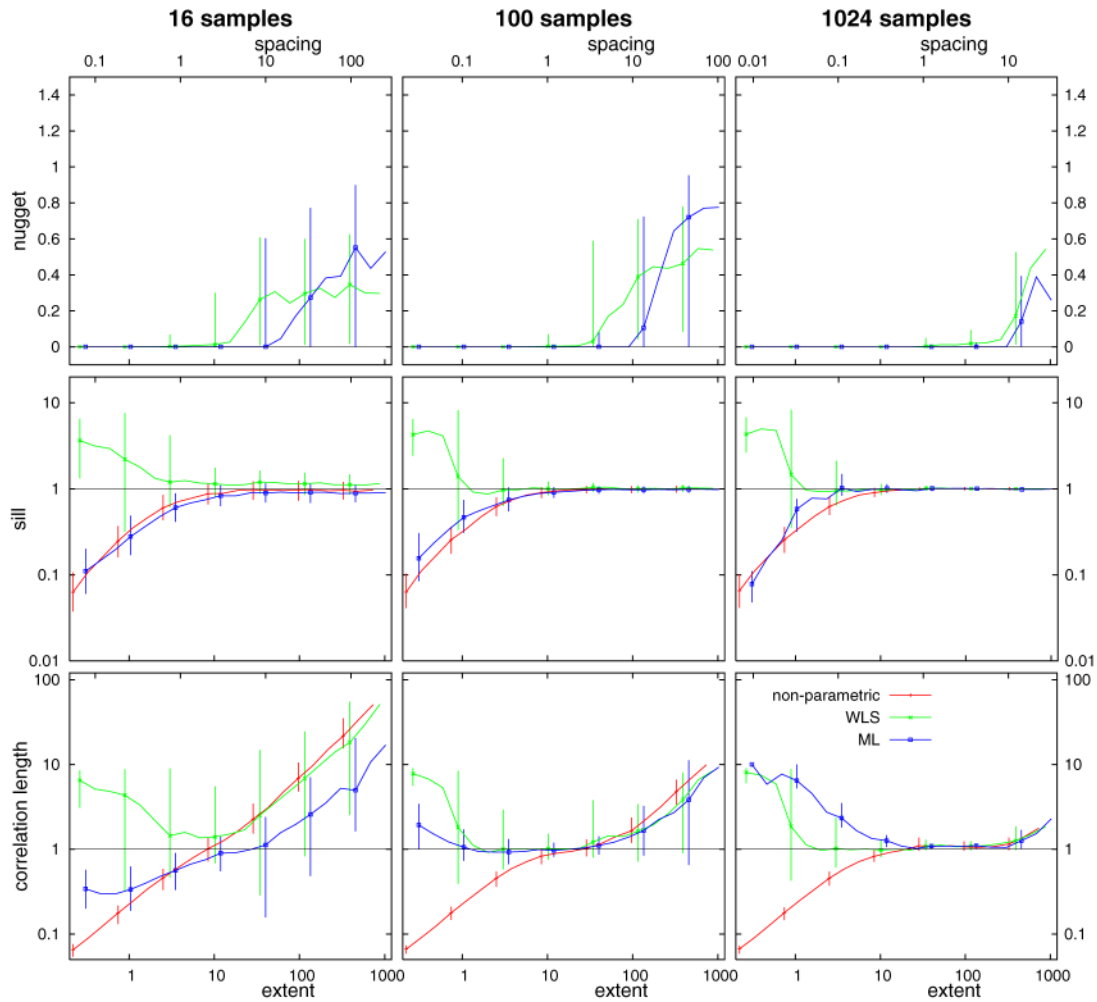 16 samples 100 samples 1024 samples
spacing spacing spacing
0.1 1 10 100 0.1 1 10 100 0.01 0.1 1 10
nugget
1.4 1.4
1.2 1.2
1 1
0.8 0.8
0.6 0.6
0.4 0.4
0.2 0.2
0 0
sill
10 10
1 1
0.1 0.1
0.01 0.01
correlation length
100 100
non-parametric
WLS
ML
10 10
1 1
0.1 0.1
1 10 100 1000 1 10 100 1000 1 10 100 1000
extent extent extent